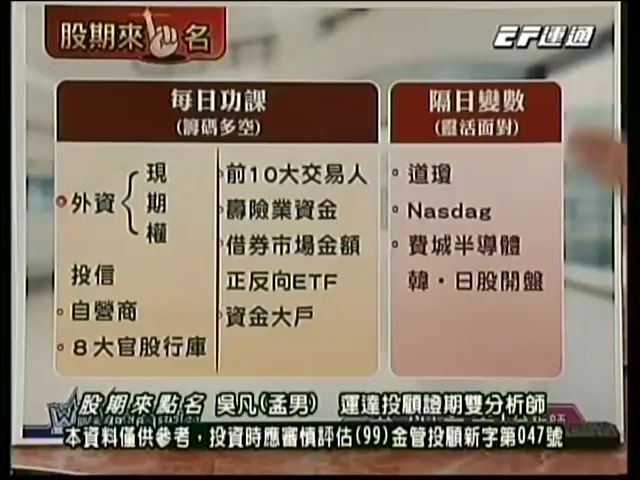 股期來 名
EF運通
每日功課
(籌碼多空)
外資
現
期
權
投信
自營商
8大官股行庫
前10大交易人
壽險業資金
借券市場金額
正反向ETF
資金大戶
隔日變數
(靈活面對)
道瓊
Nasdag
費城半導體
韓·日股開盤
股期來點名 吳凡(孟男) 運達投顧證期雙分析師
本資料僅供參考，投資時應審慎評估(99)金管投顧新字第047號